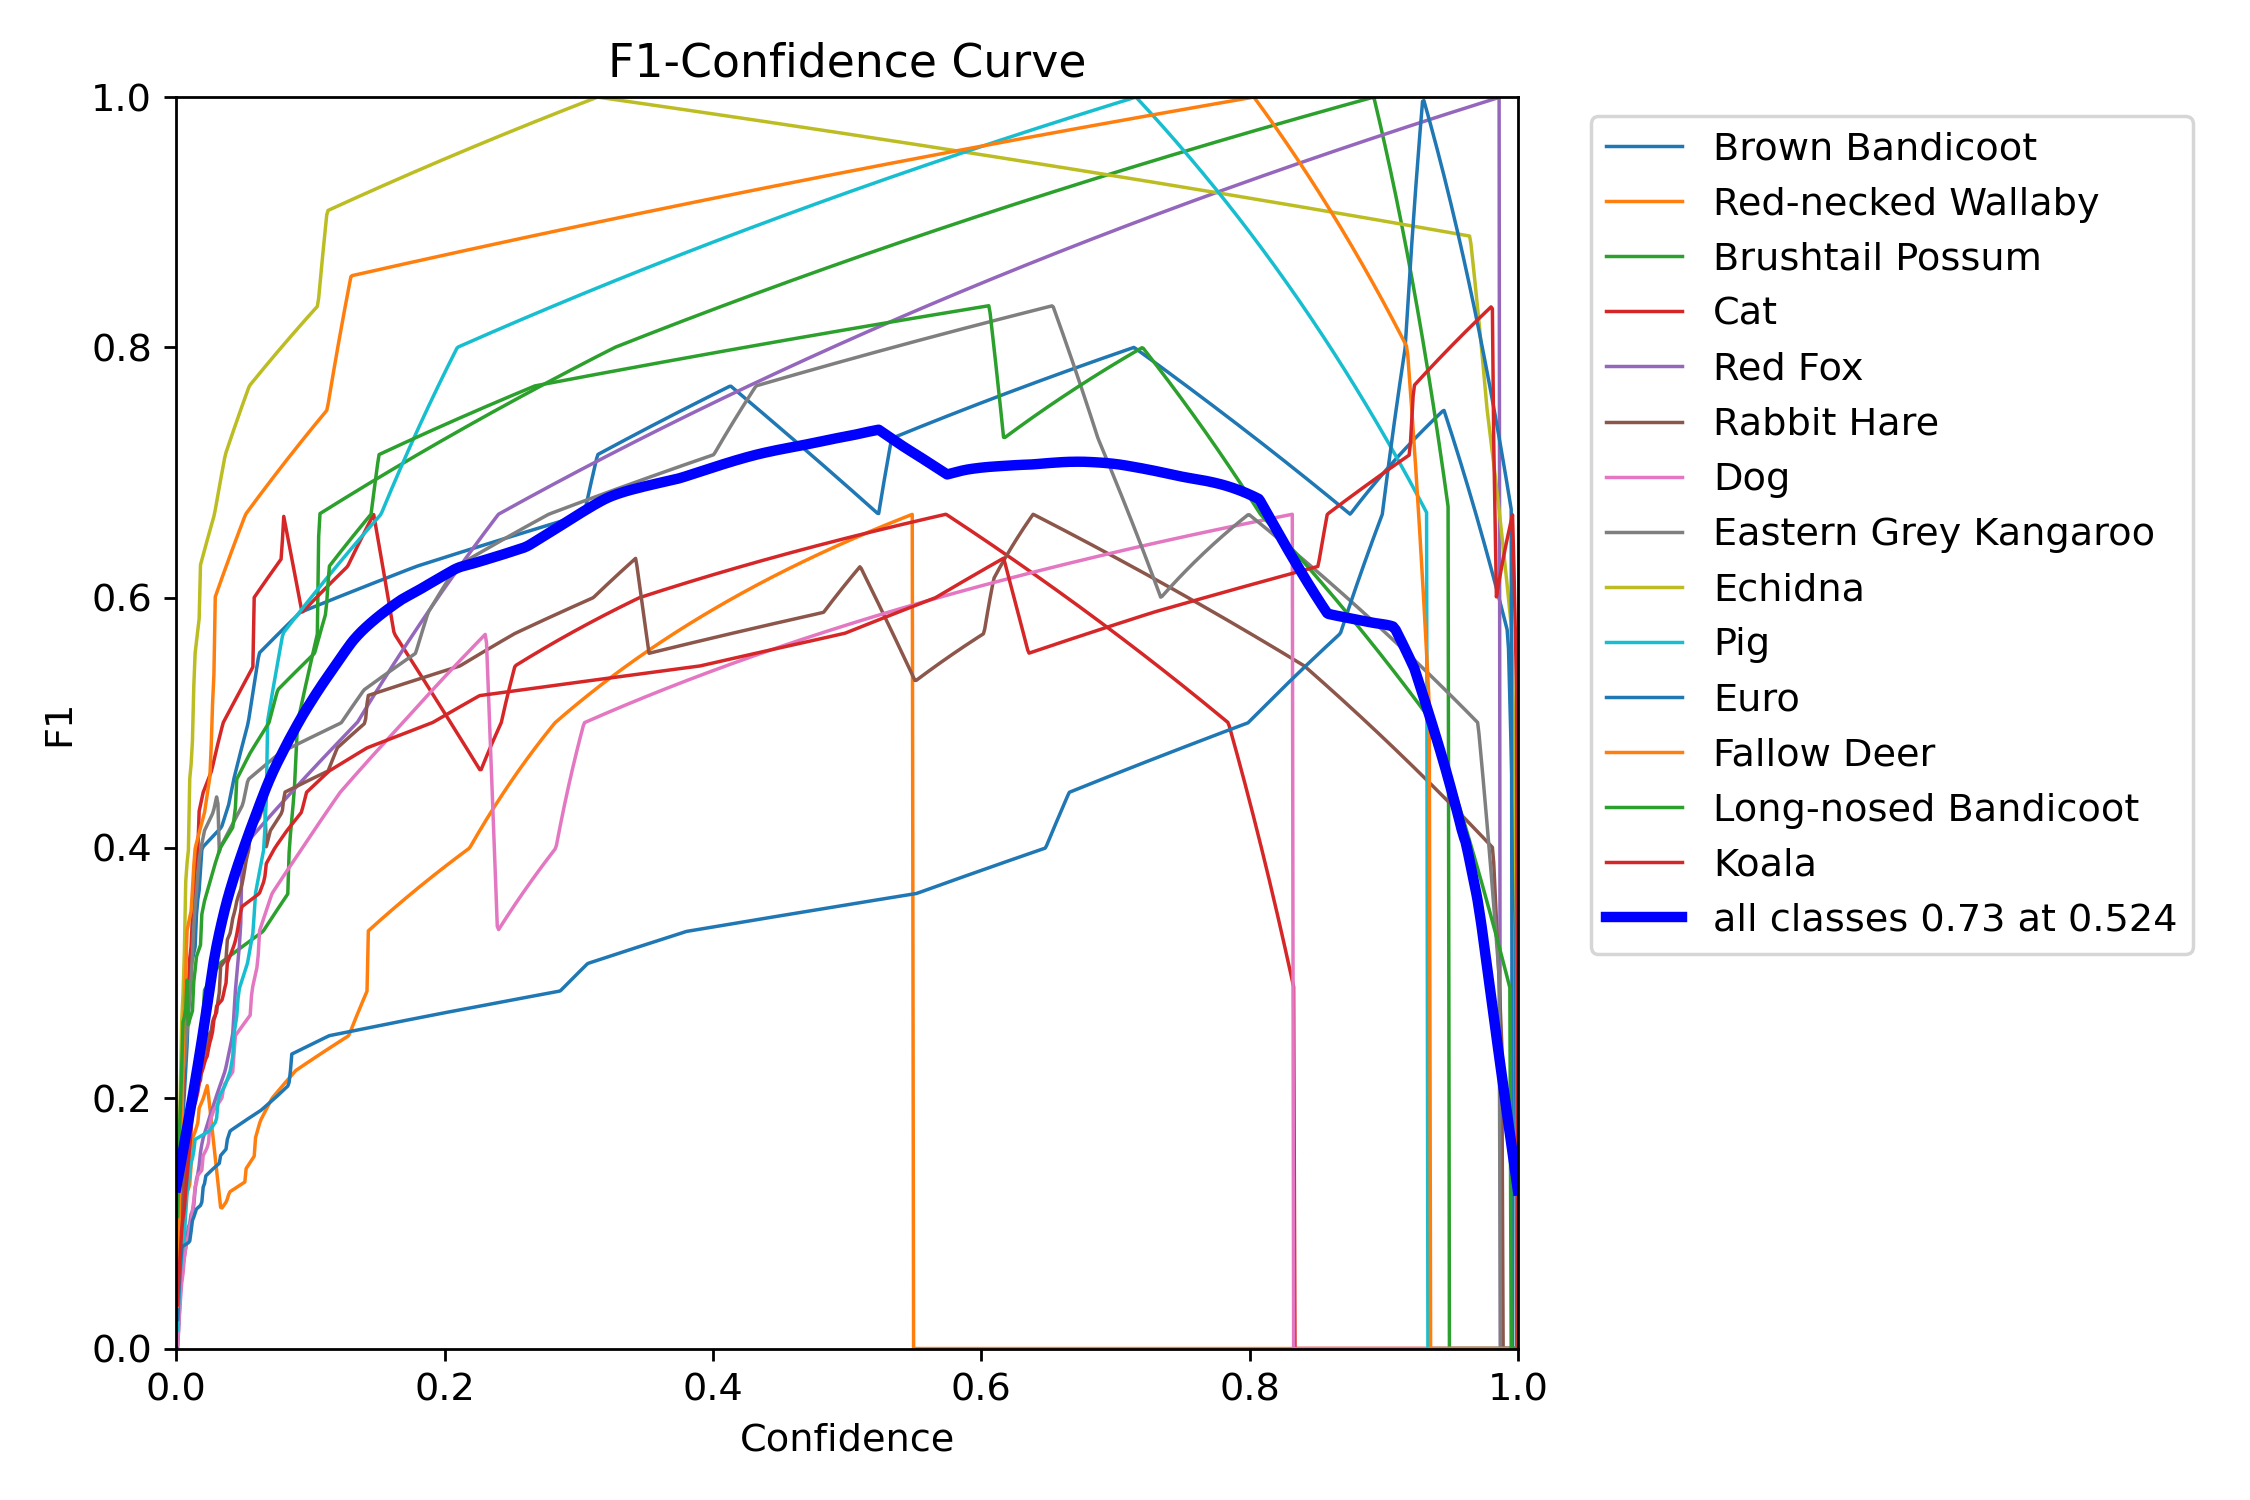 F1-Confidence Curve
1.0
0.8
0.6
0.4
0.2
0.0
F1
0.0 0.2 0.4 0.6 0.8 1.0
Confidence
Brown Bandicoot
Red-necked Wallaby
Brushtail Possum
Cat
Red Fox
Rabbit Hare
Dog
Eastern Grey Kangaroo
Echidna
Pig
Euro
Fallow Deer
Long-nosed Bandicoot
Koala
all classes 0.73 at 0.524